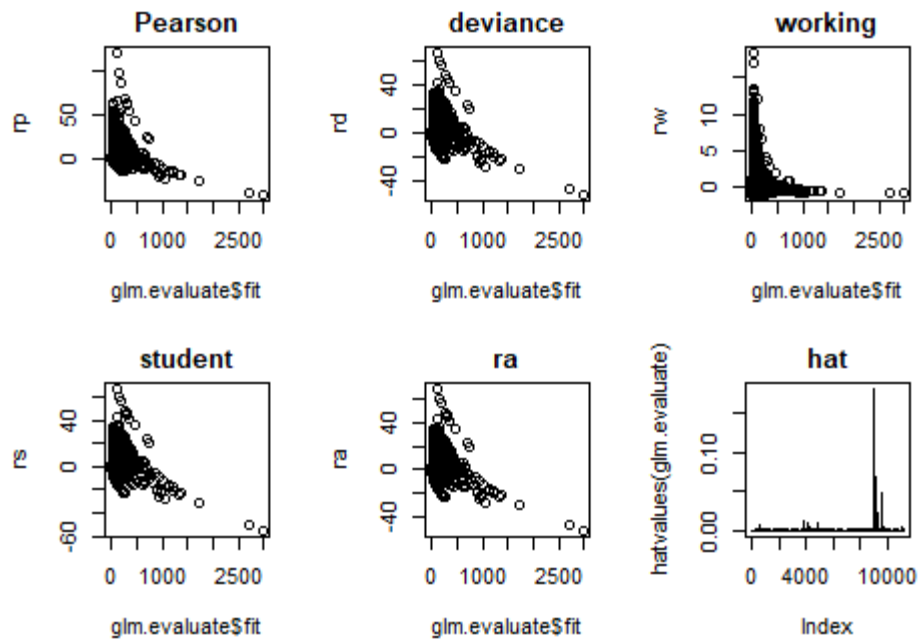 Pearson
rp
50
0
0 1000 2500
glm.evaluate$fit
deviance
rd
40
0
-40
0 1000 2500
glm.evaluate$fit
working
rw
10
5
0
0 1000 2500
glm.evaluate$fit
student
rs
40
0
-60
0 1000 2500
glm.evaluate$fit
ra
ra
40
0
-40
0 1000 2500
glm.evaluate$fit
hat
hatvalues(glm.evaluate)
0.10
0.00
0 4000 10000
Index